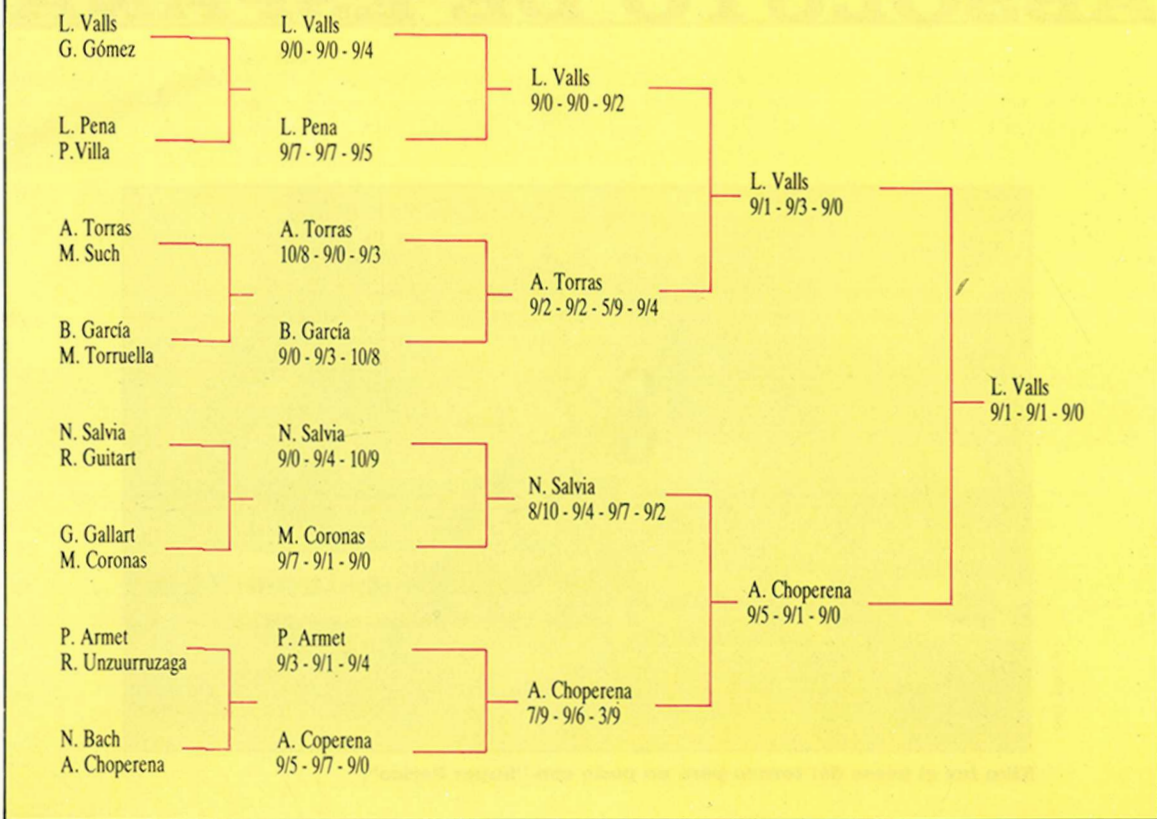 L. Valls
G. Gómez
L. Pena
P.Villa
A. Torras
M. Such
B. García
M. Torruella
N. Salvia
R. Guitart
G. Gallart
M. Coronas
P. Armet
R. Unzuurruzaga
N. Bach
A. Choperena
L. Valls
9/0 - 9/0 - 9/4
L. Pena
9/7 - 9/7 - 9/5
A. Torras
10/8 - 9/0 - 9/3
B. García
9/0 - 9/3 - 10/8
N. Salvia
9/0 - 9/4 - 10/9
M. Coronas
9/7 - 9/1 - 9/0
P. Armet
9/3 - 9/1 - 9/4
A. Coperena
9/5 - 9/7 - 9/0
L. Valls
9/0 - 9/0 - 9/2
A. Torras
9/2 - 9/2 - 5/9 - 9/4
N. Salvia
8/10 - 9/4 - 9/7 - 9/2
A. Choperena
7/9 - 9/6 - 3/9
L. Valls
9/1 - 9/3 - 9/0
A. Choperena
9/5 - 9/1 - 9/0
L. Valls
9/1 - 9/1 - 9/0